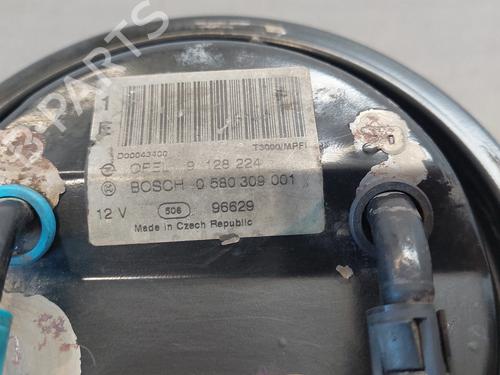 1
E
D00043400
T3000/MPFI
OPEL 9 128 224
BOSCH 0 580 309 001
12 V 506 96629
Made in Czech Republic
B-PARTS